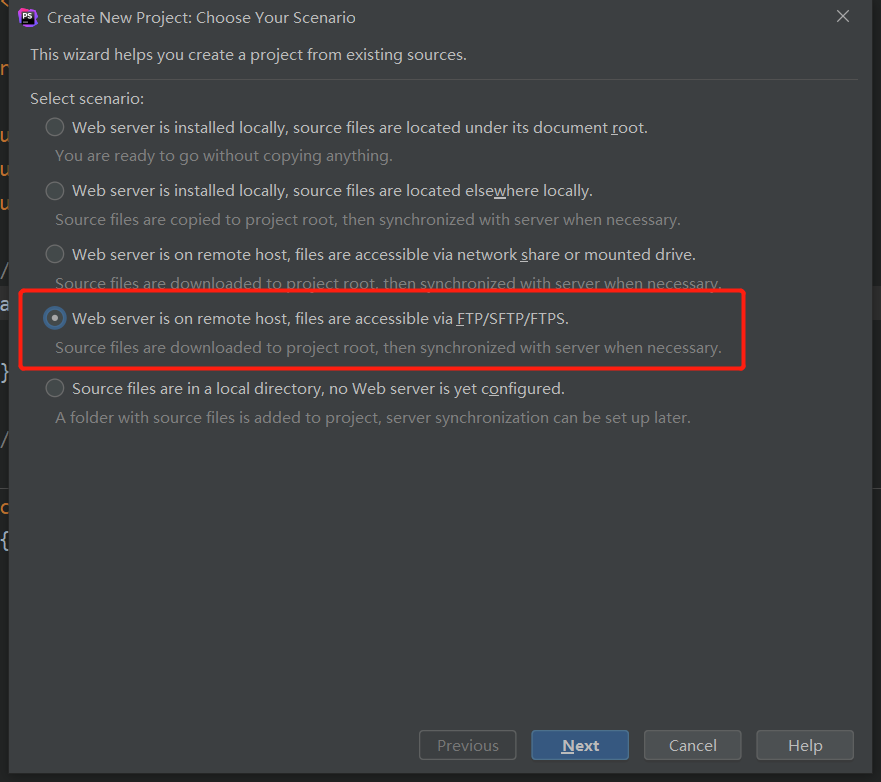 PS
Create New Project: Choose Your Scenario
This wizard helps you create a project from existing sources.
Select scenario:
Web server is installed locally, source files are located under its document root.
You are ready to go without copying anything.
Web server is installed locally, source files are located elsewhere locally.
Source files are copied to project root, then synchronized with server when necessary.
Web server is on remote host, files are accessible via network share or mounted drive.
Source files are downloaded to project root, then synchronized with server when necessary.
Web server is on remote host, files are accessible via FTP/SFTP/FTPS.
Source files are downloaded to project root, then synchronized with server when necessary.
Source files are in a local directory, no Web server is yet configured.
A folder with source files is added to project, server synchronization can be set up later.
Previous Next Cancel Help